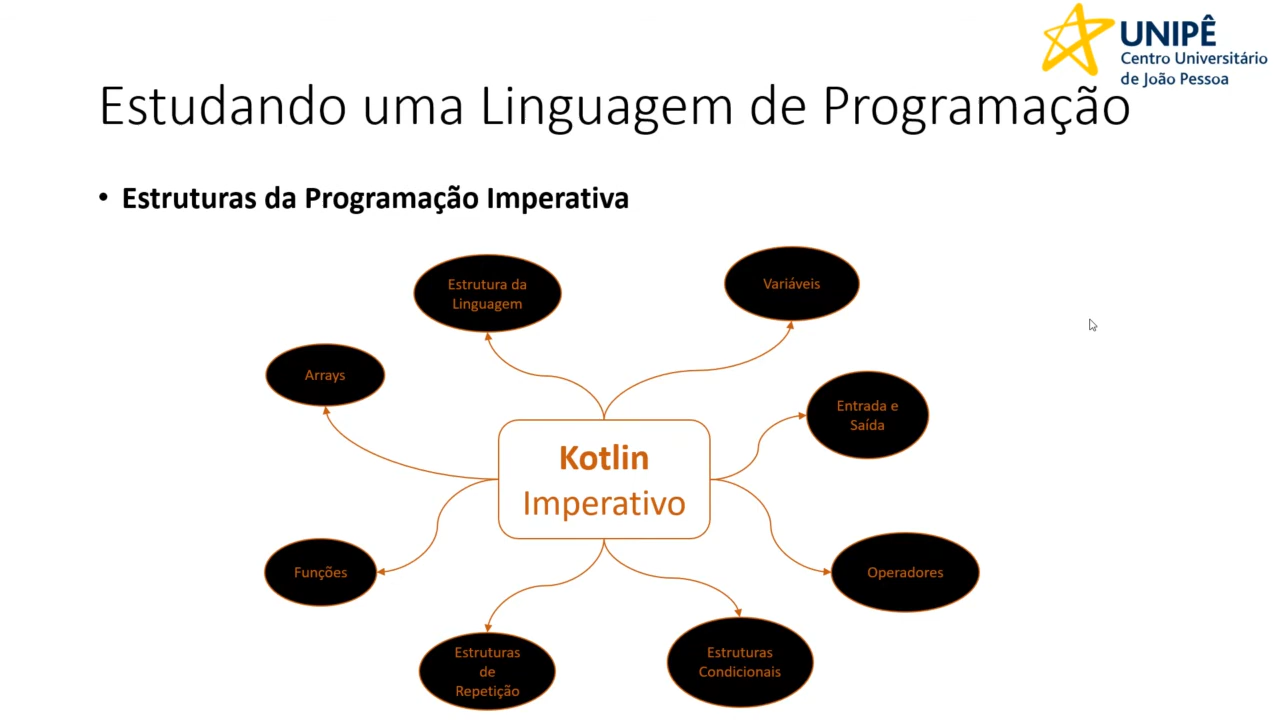 UNIPÊ
Centro Universitário
de João Pessoa
Estudando uma Linguagem de Programação
• Estruturas da Programação Imperativa
Estrutura da
Linguagem
Variáveis
Arrays
Entrada e
Saída
Kotlin
Imperativo
Funções
Operadores
Estruturas
de
Repetição
Estruturas
Condicionais